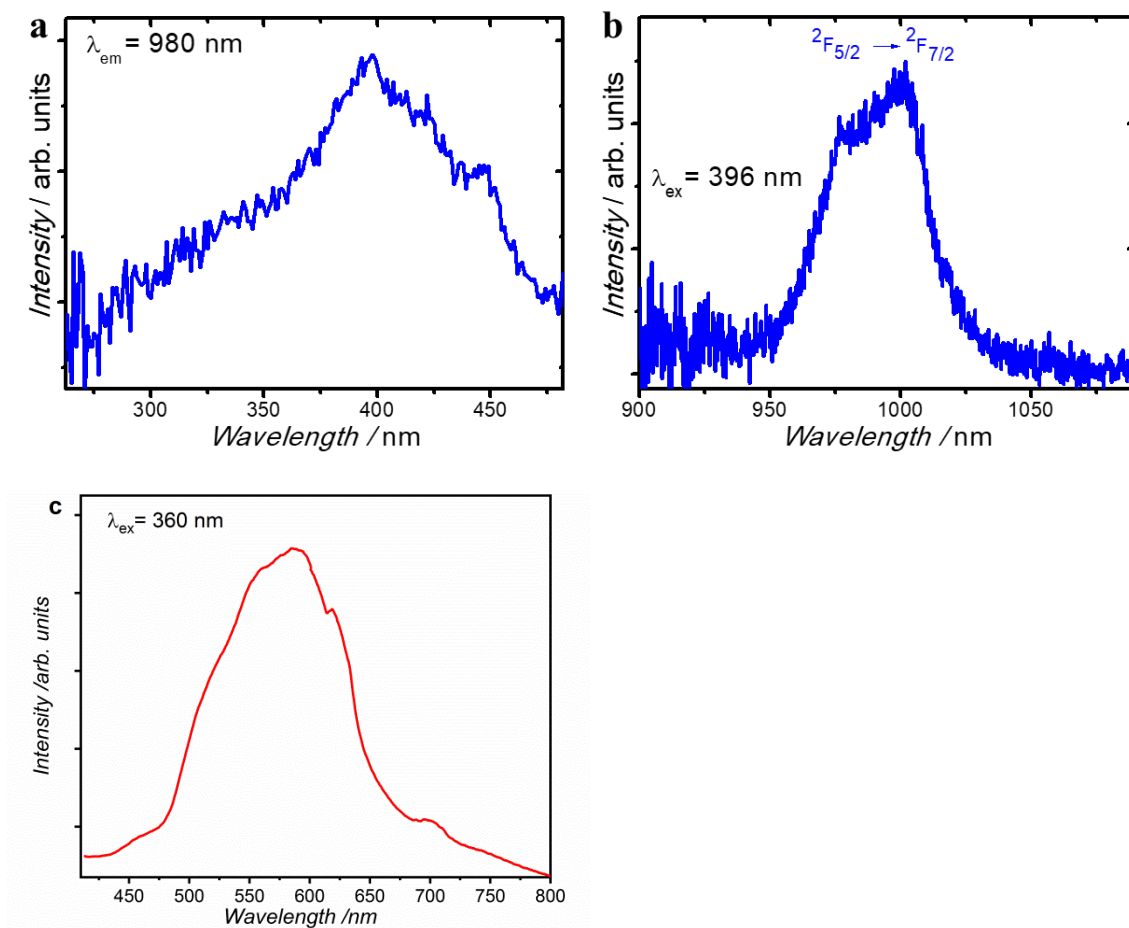 a
λem = 980 nm
Intensity / arb. units
300 350 400 450
Wavelength / nm
b
2F5/2 → 2F7/2
λex = 396 nm
Intensity / arb. units
900 950 1000 1050
Wavelength / nm
c
λex = 360 nm
Intensity /arb. units
450 500 550 600 650 700 750 800
Wavelength /nm